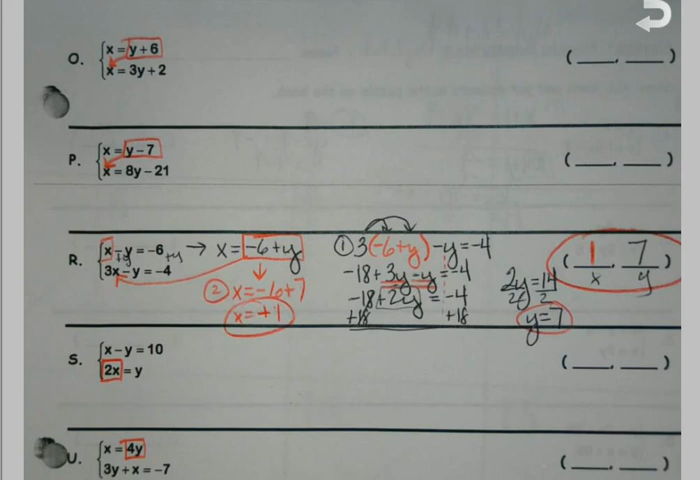 O. x = y + 6 (___, ___)
x = 3y + 2
P. x = y − 7 (___, ___)
x = 8y − 21
R. x − y = −6 → x = −6 + y ① 3(−6+y) − y = −4 ( 1 , 7 )
+y +y x y
3x − y = −4 ② x = −6 + 7 −18 + 3y − y = −4 2y = 14
x = +1 −18 + 2y = −4 2 2
+18 +18 y = 7
S. x − y = 10 (___, ___)
2x = y
U. x = 4y (___, ___)
3y + x = −7